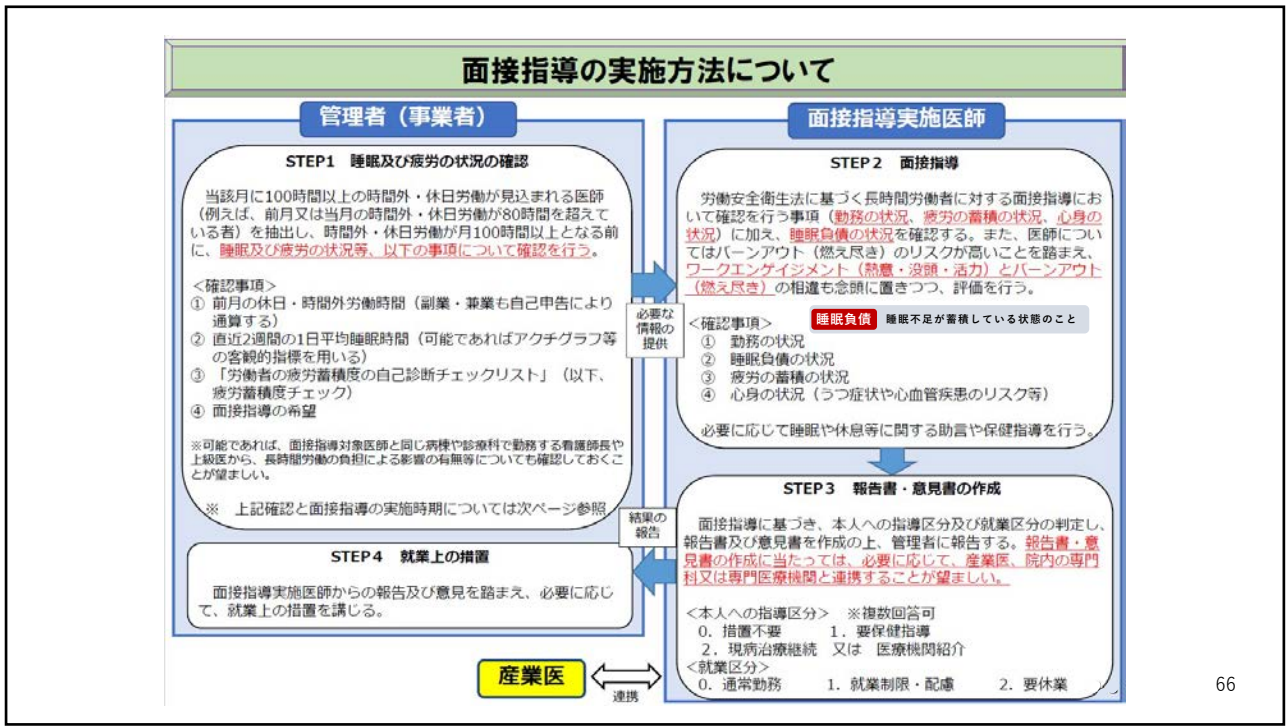 面接指導の実施方法について
管理者（事業者）
STEP1　睡眠及び疲労の状況の確認
当該月に100時間以上の時間外・休日労働が見込まれる医師
（例えば、前月又は当月の時間外・休日労働が80時間を超えて
いる者）を抽出し、時間外・休日労働が月100時間以上となる前
に、睡眠及び疲労の状況等、以下の事項について確認を行う。
＜確認事項＞
① 前月の休日・時間外労働時間（副業・兼業も自己申告により
通算する）
② 直近2週間の1日平均睡眠時間（可能であればアクチグラフ等
の客観的指標を用いる）
③ 「労働者の疲労蓄積度の自己診断チェックリスト」（以下、
疲労蓄積度チェック）
④ 面接指導の希望
※可能であれば、面接指導対象医師と同じ病棟や診療科で勤務する看護師長や
上級医から、長時間労働の負担による影響の有無等についても確認しておくこ
とが望ましい。
※　上記確認と面接指導の実施時期については次ページ参照
必要な
情報の
提供
面接指導実施医師
STEP２　面接指導
労働安全衛生法に基づく長時間労働者に対する面接指導にお
いて確認を行う事項（勤務の状況、疲労の蓄積の状況、心身の
状況）に加え、睡眠負債の状況を確認する。また、医師につい
てはバーンアウト（燃え尽き）のリスクが高いことを踏まえ、
ワークエンゲイジメント（熱意・没頭・活力）とバーンアウト
（燃え尽き）の相違も念頭に置きつつ、評価を行う。
睡眠負債　睡眠不足が蓄積している状態のこと
＜確認事項＞
①　勤務の状況
②　睡眠負債の状況
③　疲労の蓄積の状況
④　心身の状況（うつ症状や心血管疾患のリスク等）
必要に応じて睡眠や休息等に関する助言や保健指導を行う。
STEP３　報告書・意見書の作成
面接指導に基づき、本人への指導区分及び就業区分の判定し、
報告書及び意見書を作成の上、管理者に報告する。報告書・意
見書の作成に当たっては、必要に応じて、産業医、院内の専門
科又は専門医療機関と連携することが望ましい。
＜本人への指導区分＞　※複数回答可
0．措置不要　　1．要保健指導
2．現病治療継続　又は　医療機関紹介
＜就業区分＞
0．通常勤務　　1．就業制限・配慮　　2．要休業
結果の
報告
STEP４　就業上の措置
面接指導実施医師からの報告及び意見を踏まえ、必要に応じ
て、就業上の措置を講じる。
産業医
連携
66